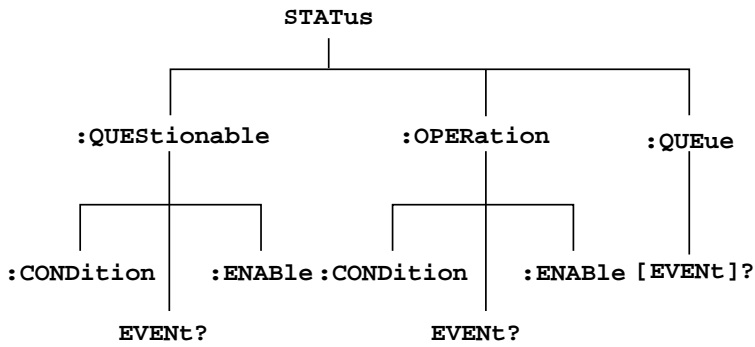 STATus
:QUEStionable :OPERation :QUEue
:CONDition :ENABle :CONDition :ENABle [EVENt]?
EVENt? EVENt?